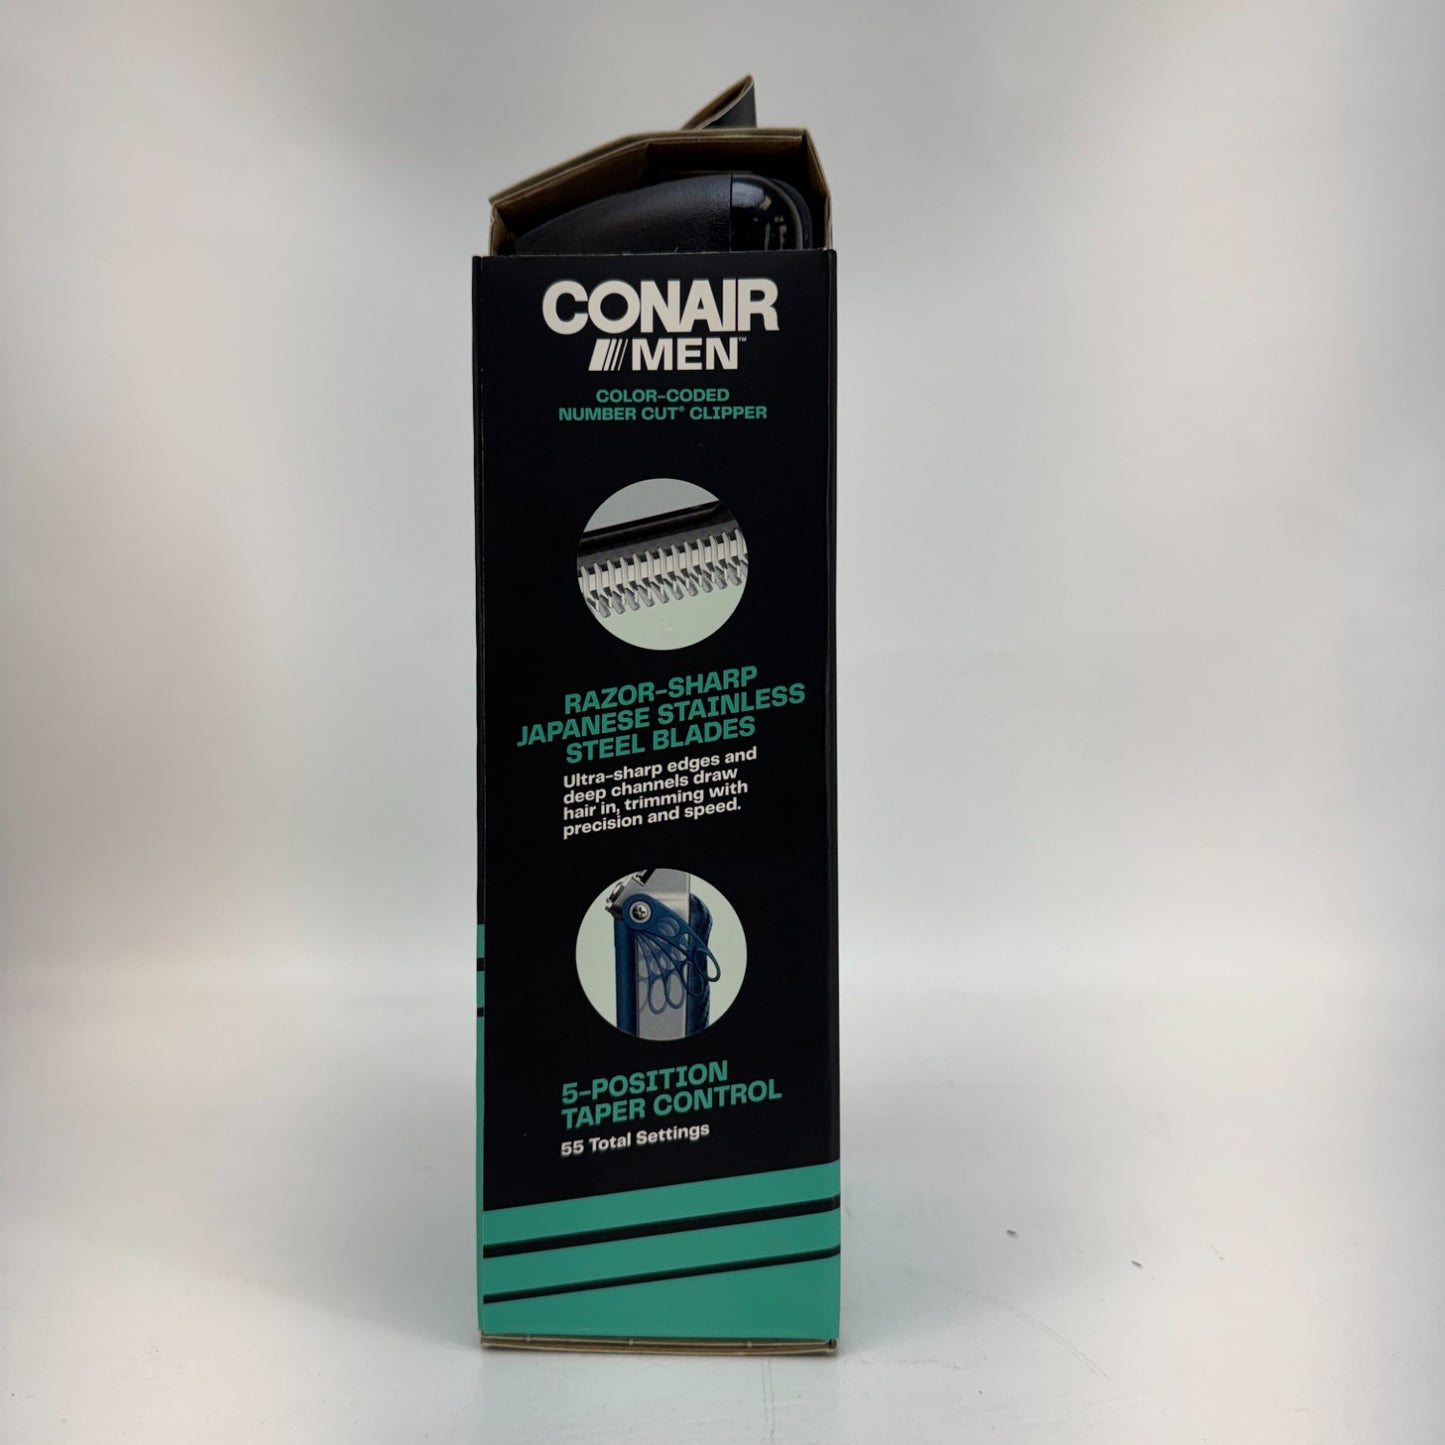 CONAIR
MEN™
COLOR-CODED
NUMBER CUT® CLIPPER
RAZOR-SHARP
JAPANESE STAINLESS
STEEL BLADES
Ultra-sharp edges and
deep channels draw
hair in, trimming with
precision and speed.
5-POSITION
TAPER CONTROL
55 Total Settings